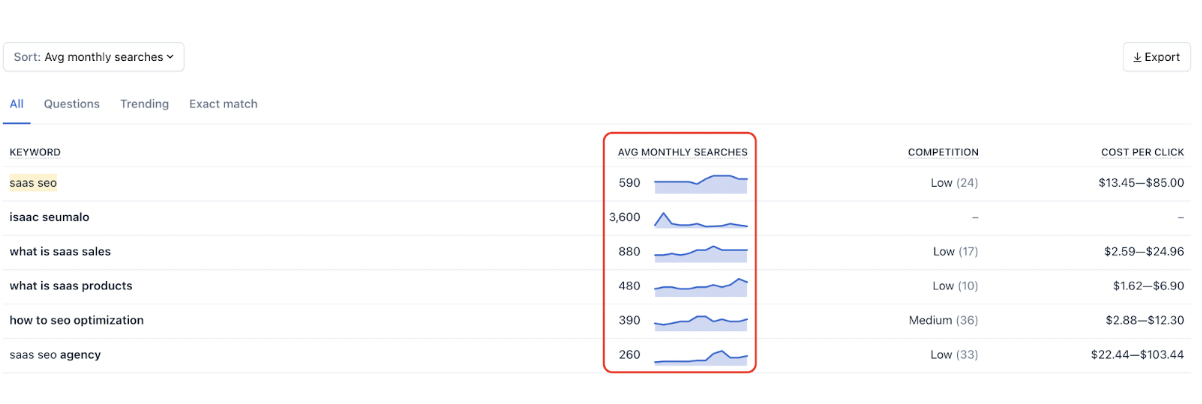 Sort: Avg monthly searches
Export
All Questions Trending Exact match
KEYWORD AVG MONTHLY SEARCHES COMPETITION COST PER CLICK
saas seo 590 Low (24) $13.45—$85.00
isaac seumalo 3,600 – –
what is saas sales 880 Low (17) $2.59—$24.96
what is saas products 480 Low (10) $1.62—$6.90
how to seo optimization 390 Medium (36) $2.88—$12.30
saas seo agency 260 Low (33) $22.44—$103.44